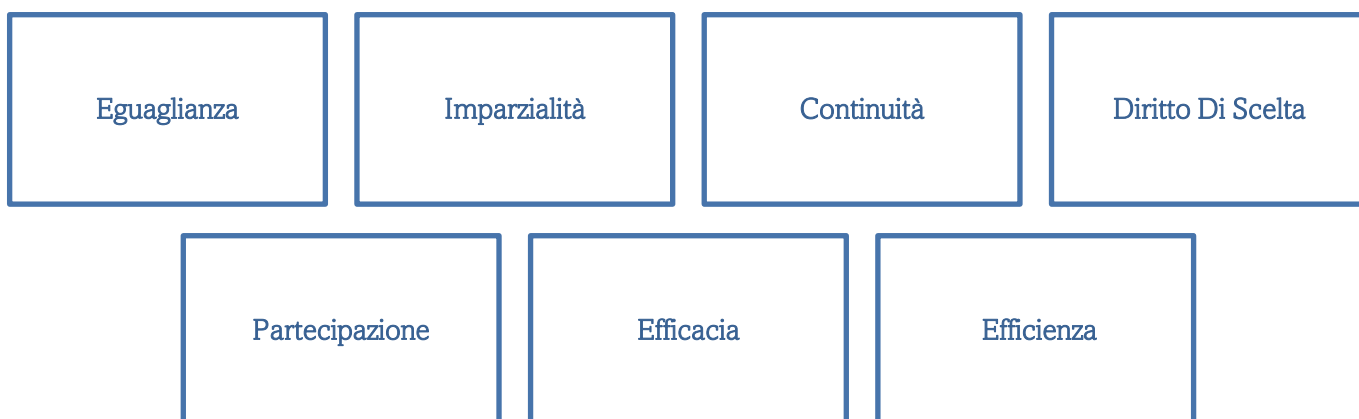 Eguaglianza
Imparzialità
Continuità
Diritto Di Scelta
Partecipazione
Efficacia
Efficienza